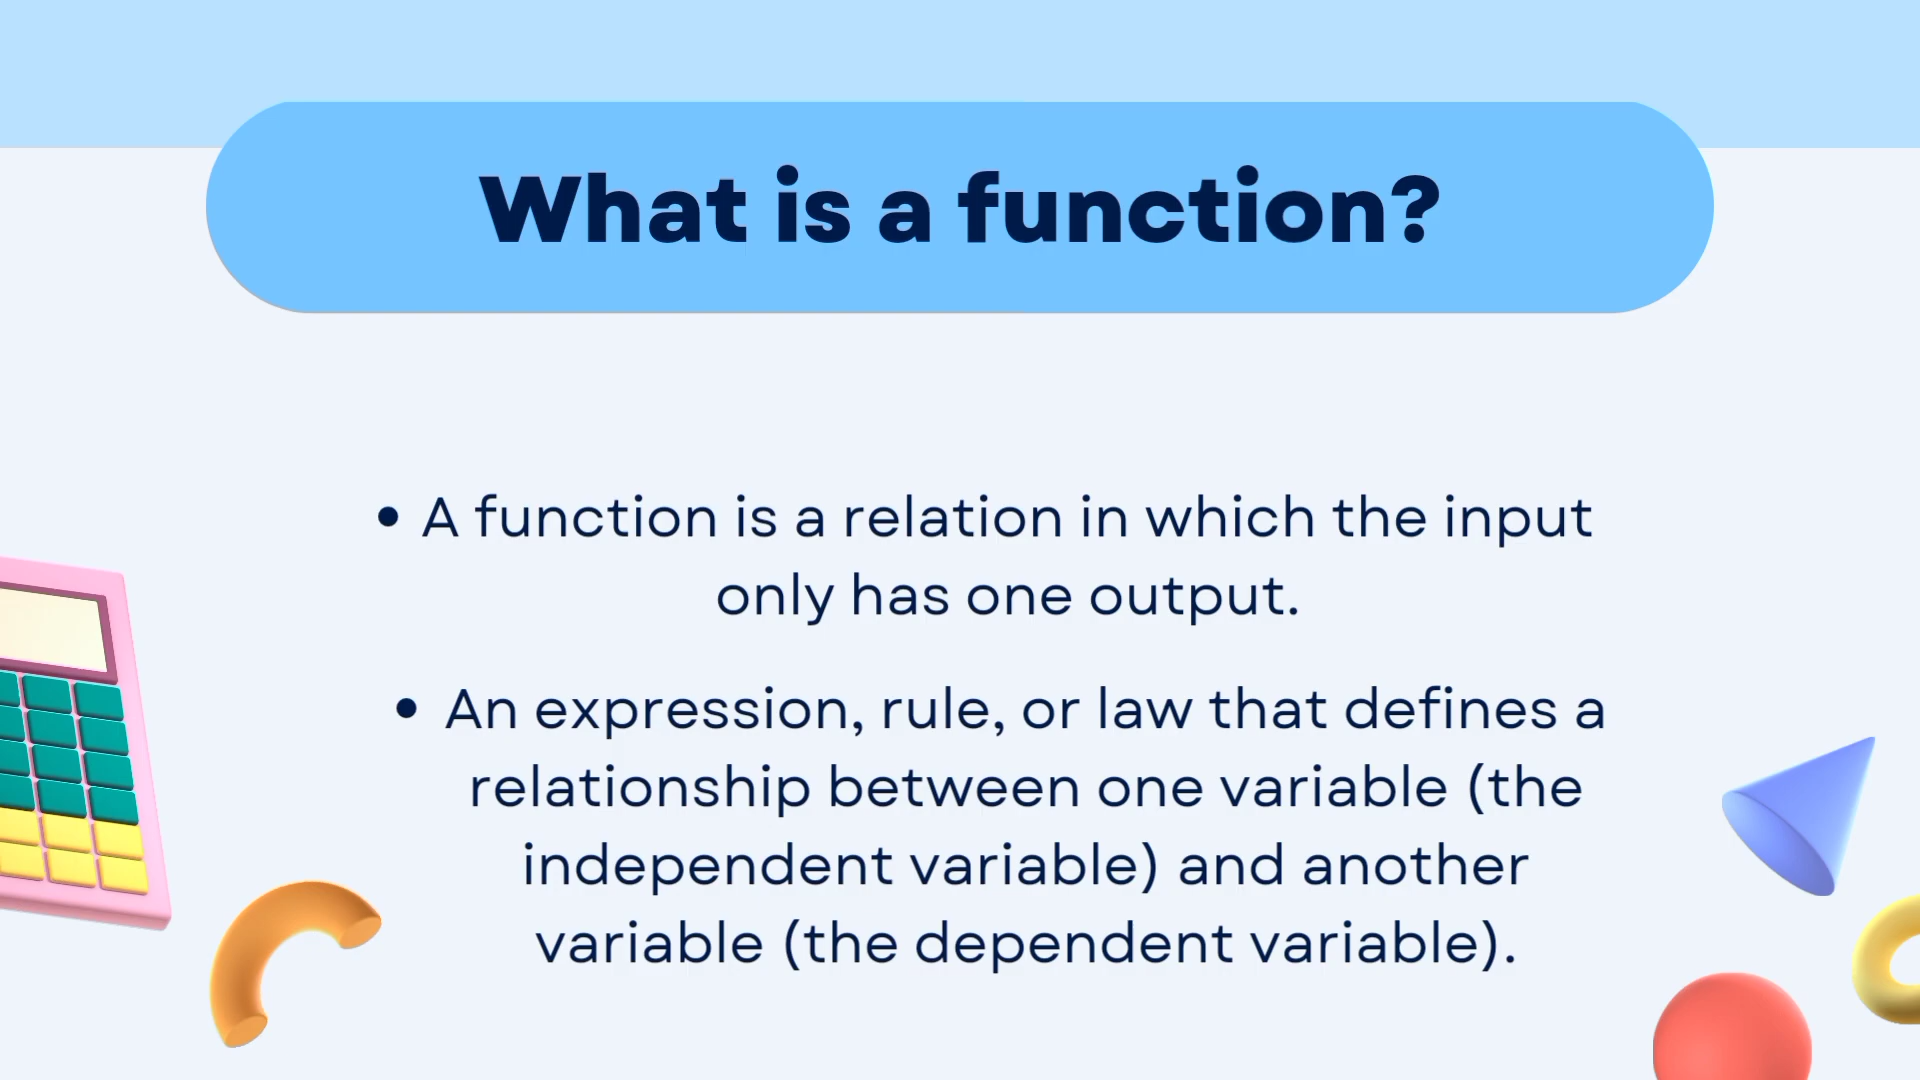 What is a function?
• A function is a relation in which the input
only has one output.
• An expression, rule, or law that defines a
relationship between one variable (the
independent variable) and another
variable (the dependent variable).